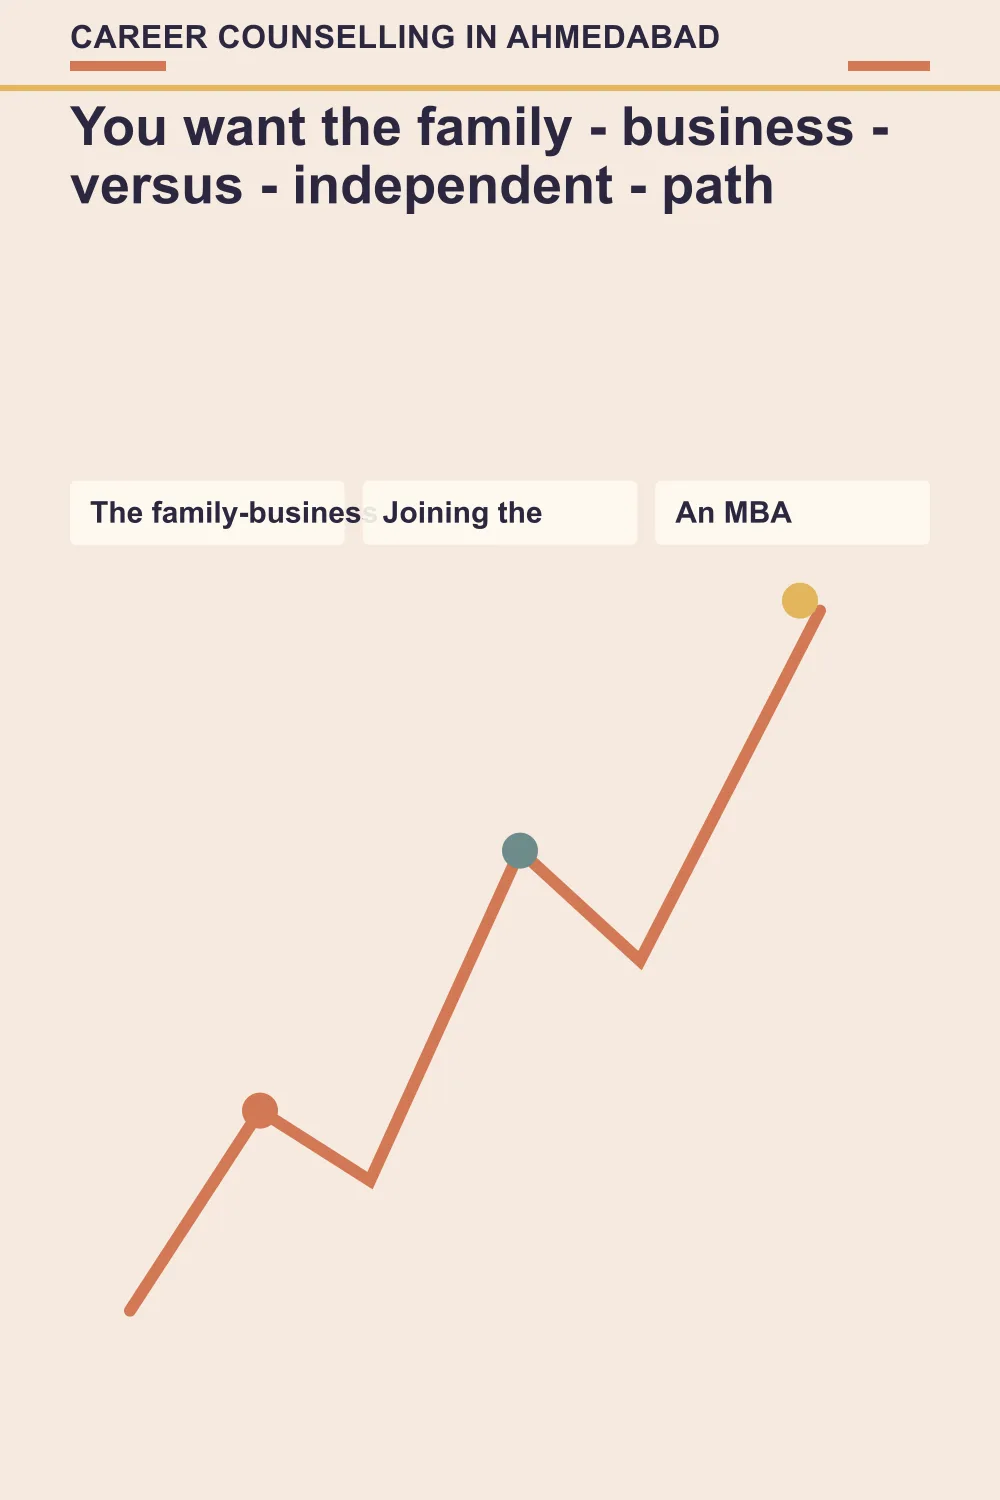 CAREER COUNSELLING IN AHMEDABAD
You want the family - business -
versus - independent - path
The family-business
Joining the
An MBA